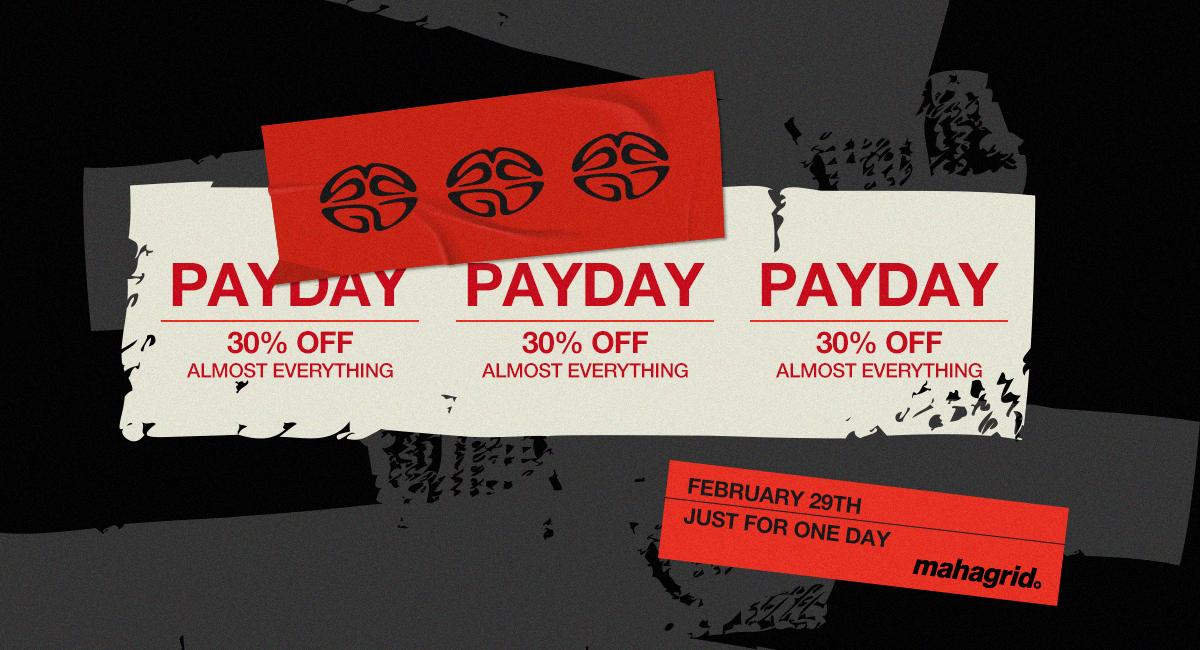 PAYDAY PAYDAY PAYDAY
30% OFF 30% OFF 30% OFF
ALMOST EVERYTHING ALMOST EVERYTHING ALMOST EVERYTHING
FEBRUARY 29TH
JUST FOR ONE DAY
mahagrid